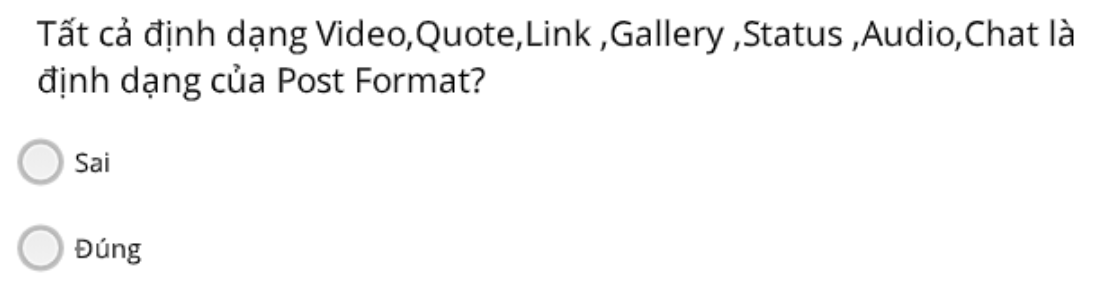 Tất cả định dạng Video,Quote,Link ,Gallery ,Status ,Audio,Chat là
định dạng của Post Format?
Sai
Đúng